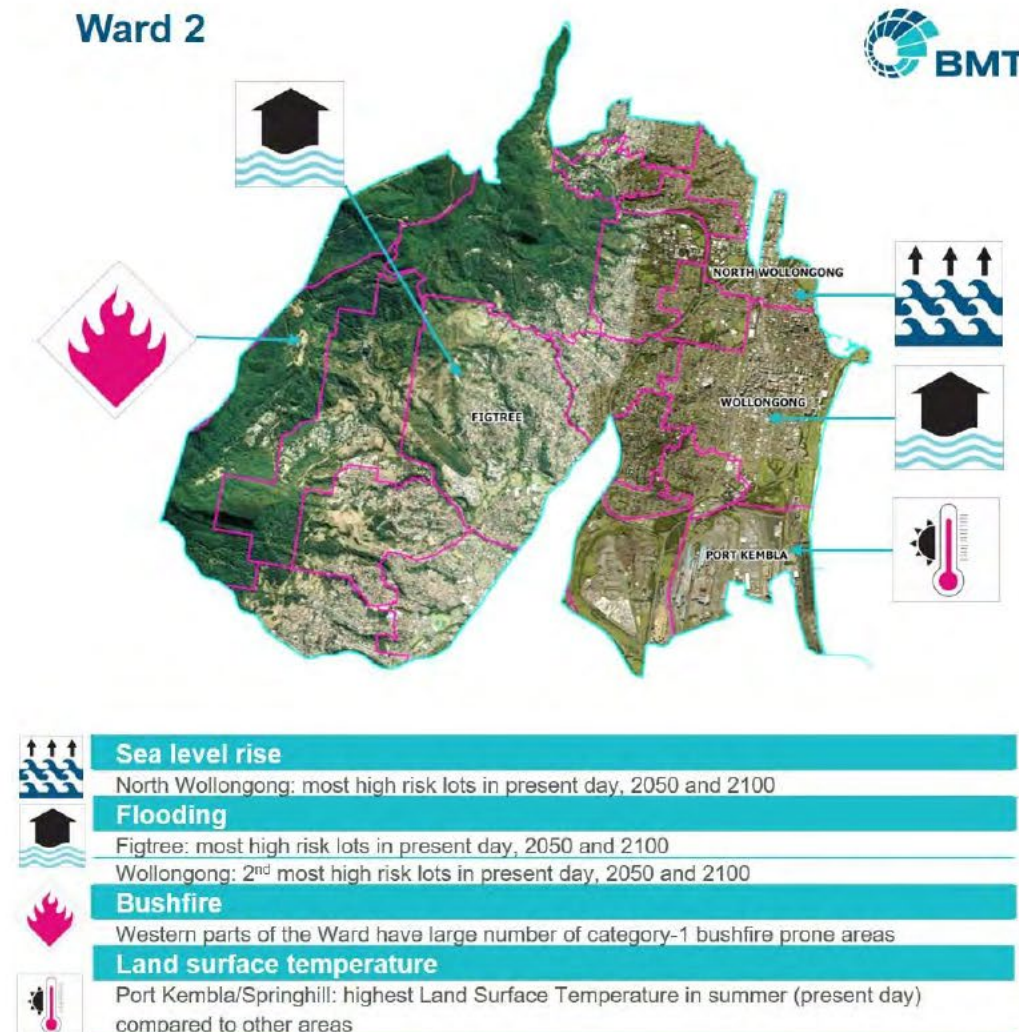 Ward 2
BMT
NORTH WOLLONGONG
WOLLONGONG
FIGTREE
PORT KEMBLA
Sea level rise
North Wollongong: most high risk lots in present day, 2050 and 2100
Flooding
Figtree: most high risk lots in present day, 2050 and 2100
Wollongong: 2nd most high risk lots in present day, 2050 and 2100
Bushfire
Western parts of the Ward have large number of category-1 bushfire prone areas
Land surface temperature
Port Kembla/Springhill: highest Land Surface Temperature in summer (present day)
compared to other areas